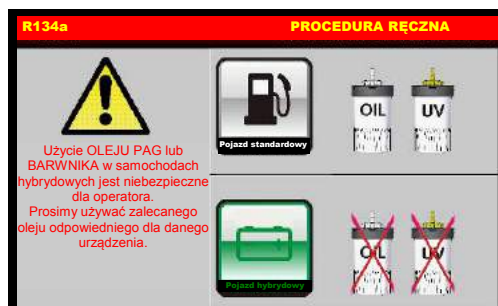 R134a
PROCEDURA RĘCZNA
Użycie OLEJU PAG lub
BARWNIKA w samochodach
hybrydowych jest niebezpieczne
dla operatora.
Prosimy używać zalecanego
oleju odpowiedniego dla danego
urządzenia.
Pojazd standardowy
OIL
UV
Pojazd hybrydowy
OIL
UV